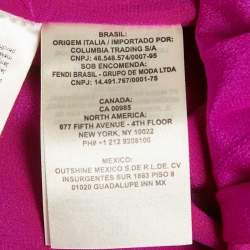 BRASIL:
ORIGEM ITALIA / IMPORTADO POR:
COLUMBIA TRADING S/A
CNPJ: 46.548.574/0007-95
SOB ENCOMENDA:
FENDI BRASIL - GRUPO DE MODA LTDA
CNPJ: 14.491.767/0001-75
CANADA:
CA 00985
NORTH AMERICA:
677 FIFTH AVENUE - 4TH FLOOR
NEW YORK, NY 10022
PH# +1 212 9208100
MEXICO:
OUTSHINE MEXICO S DE R.L.DE. CV
INSURGENTES SUR 1883 PISO 8
01020 GUADALUPE INN MX